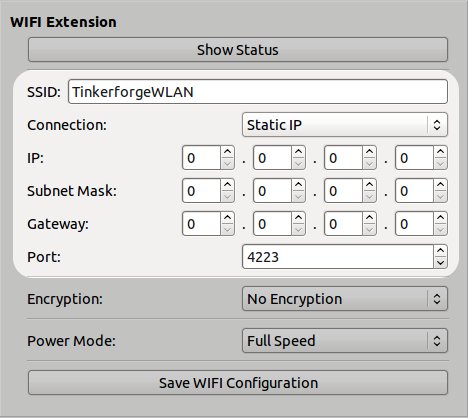 WIFI Extension
Show Status
SSID: TinkerforgeWLAN
Connection: Static IP
IP: 0 . 0 . 0 . 0
Subnet Mask: 0 . 0 . 0 . 0
Gateway: 0 . 0 . 0 . 0
Port: 4223
Encryption: No Encryption
Power Mode: Full Speed
Save WIFI Configuration